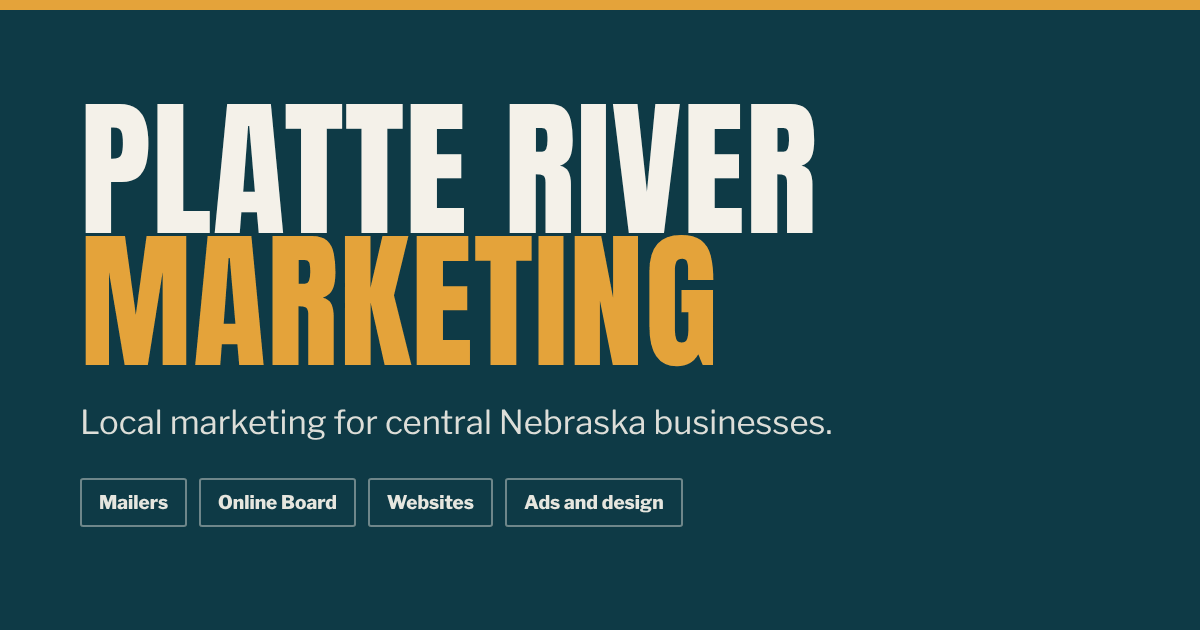 PLATTE RIVER
MARKETING
Local marketing for central Nebraska businesses.
Mailers Online Board Websites Ads and design